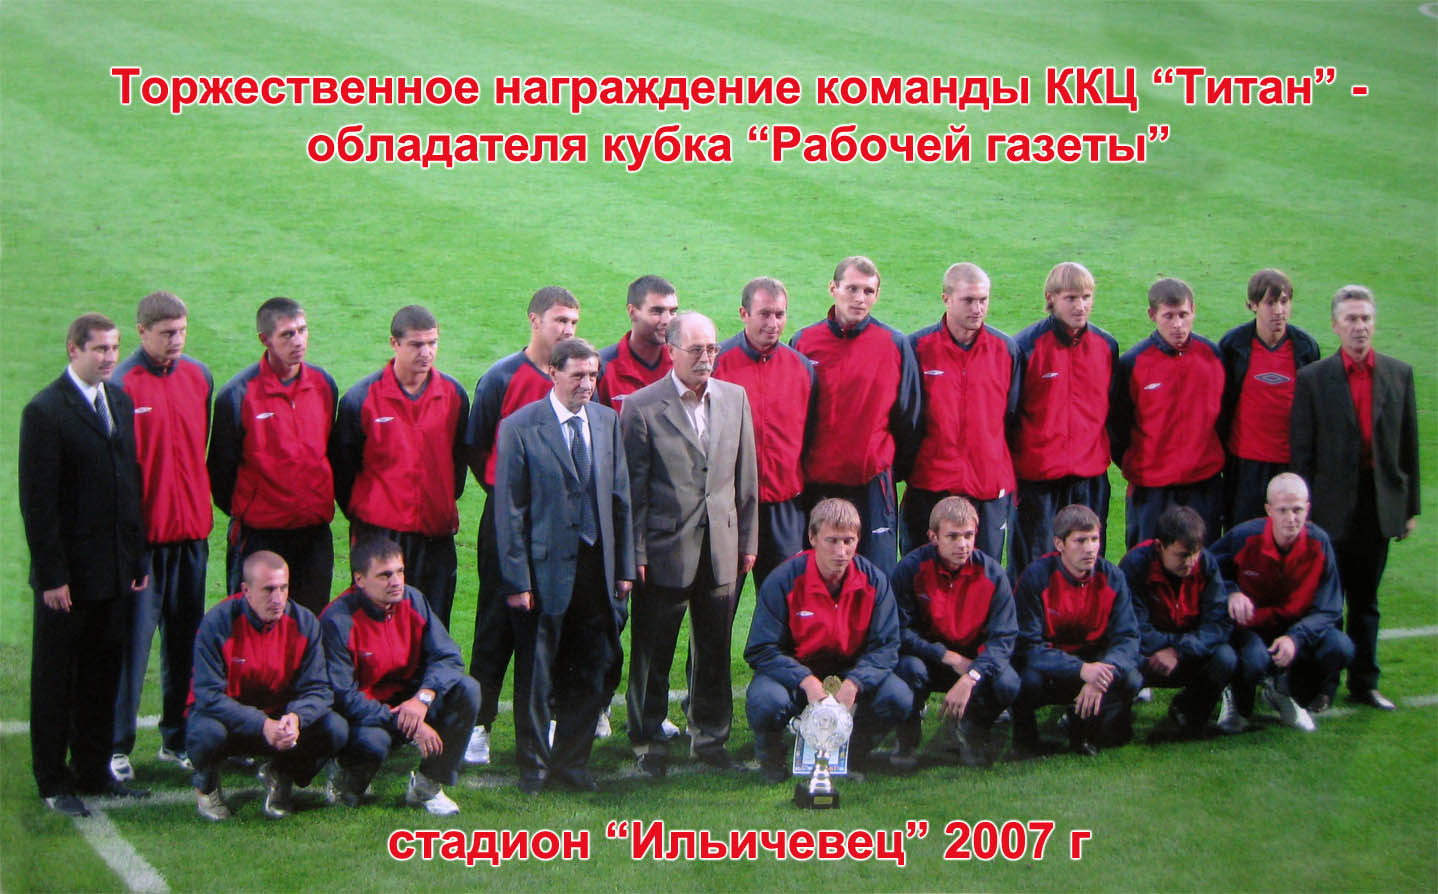 Торжественное награждение команды ККЦ “Титан” -
обладателя кубка “Рабочей газеты”
стадион “Ильичевец” 2007 г